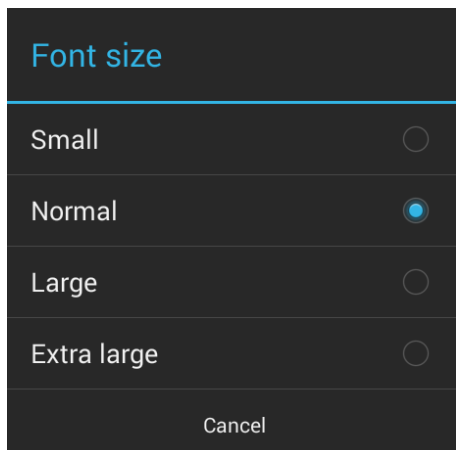 Font size
Small
Normal
Large
Extra large
Cancel